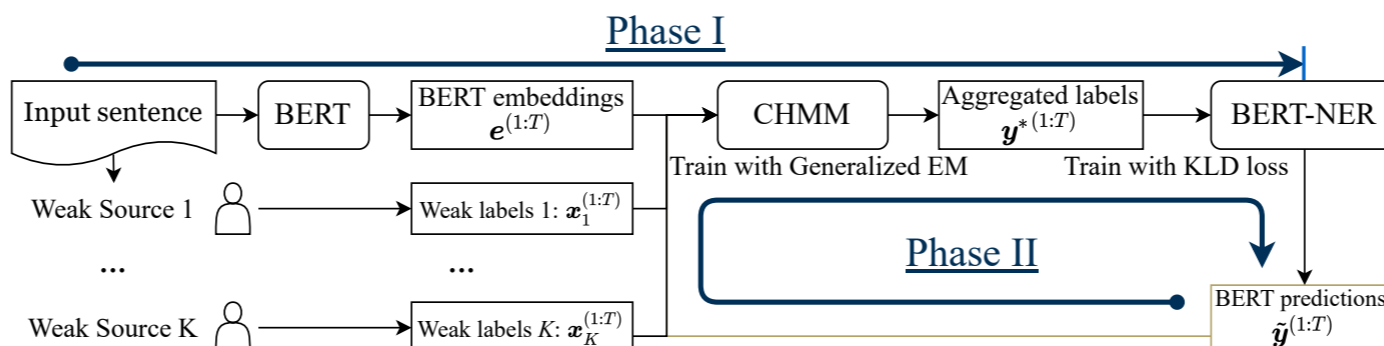 Phase I
Input sentence
BERT
BERT embeddings
e^(1:T)
CHMM
Aggregated labels
y*^(1:T)
BERT-NER
Train with Generalized EM
Train with KLD loss
Weak Source 1
Weak labels 1: x_1^(1:T)
...
...
Phase II
Weak Source K
Weak labels K: x_K^(1:T)
BERT predictions
ỹ^(1:T)